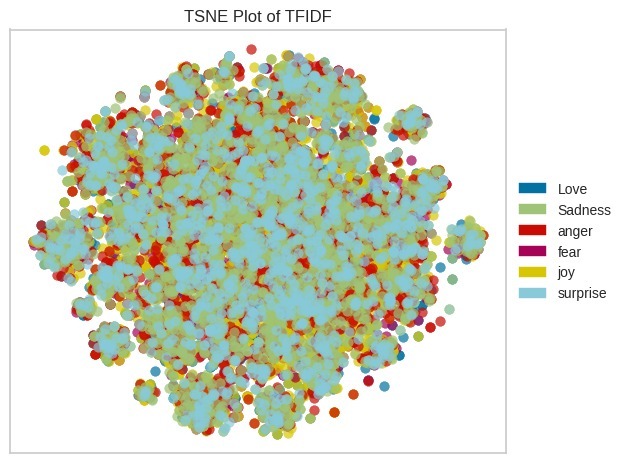 TSNE Plot of TFIDF
Love
Sadness
anger
fear
joy
surprise